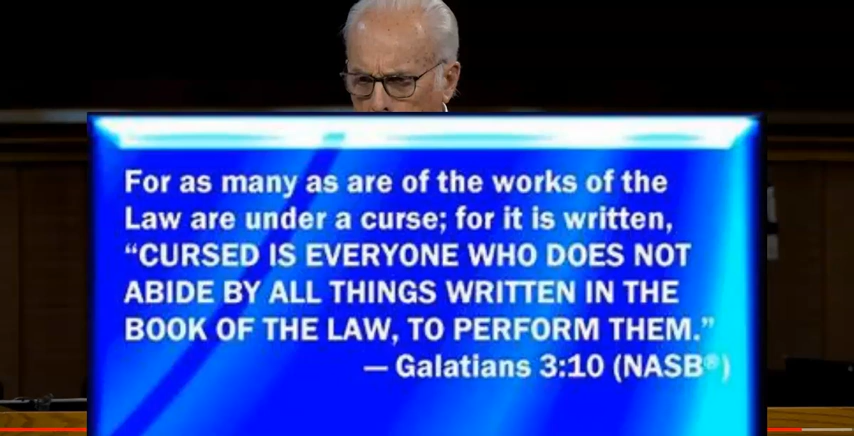 For as many as are of the works of the
Law are under a curse; for it is written,
“CURSED IS EVERYONE WHO DOES NOT
ABIDE BY ALL THINGS WRITTEN IN THE
BOOK OF THE LAW, TO PERFORM THEM.”
— Galatians 3:10 (NASB®)